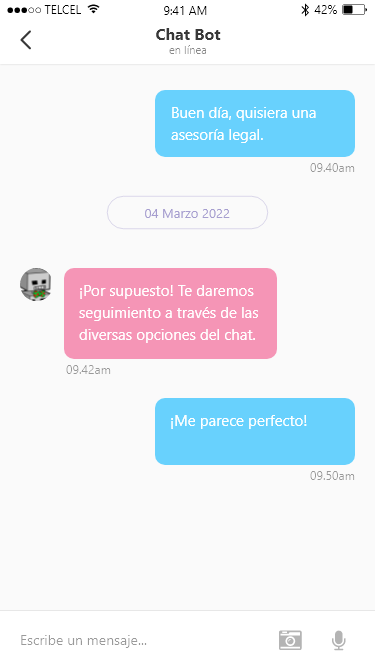 TELCEL 9:41 AM 42%
Chat Bot
en línea
Buen día, quisiera una
asesoría legal.
09.40am
04 Marzo 2022
¡Por supuesto! Te daremos
seguimiento a través de las
diversas opciones del chat.
09.42am
¡Me parece perfecto!
09.50am
Escribe un mensaje...